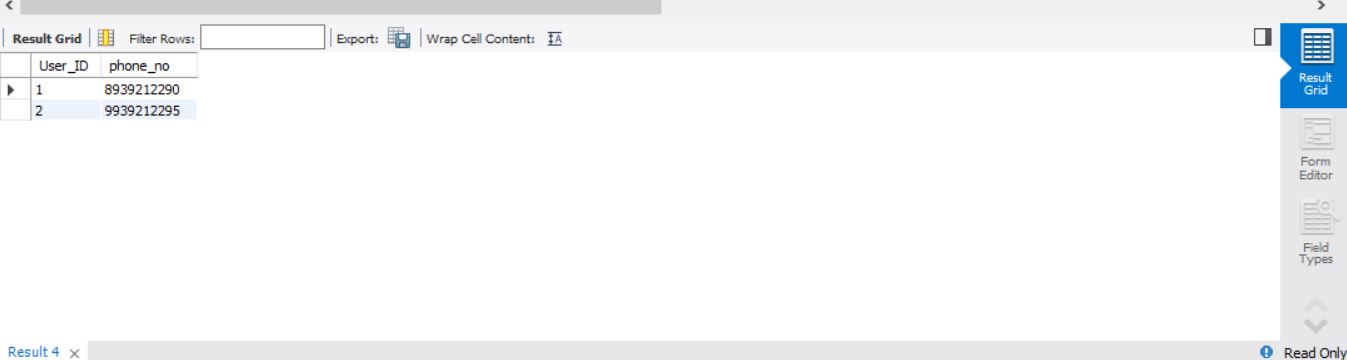 Result Grid Filter Rows: Export: Wrap Cell Content: IA
User_ID phone_no
1 8939212290
2 9939212295
Result
Grid
Form
Editor
Field
Types
Result 4 x Read Only